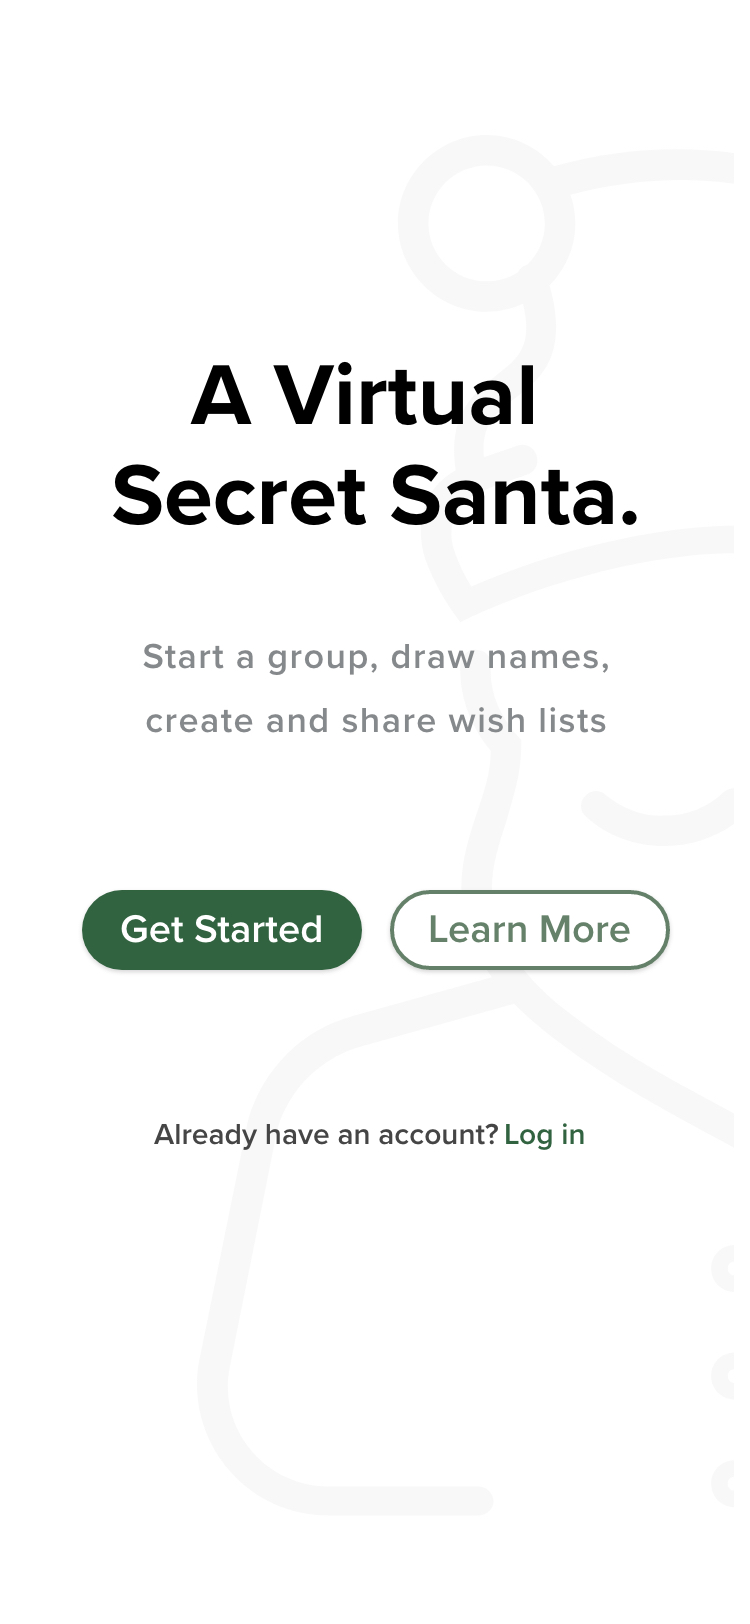 A Virtual
Secret Santa.
Start a group, draw names,
create and share wish lists
Get Started
Learn More
Already have an account? Log in